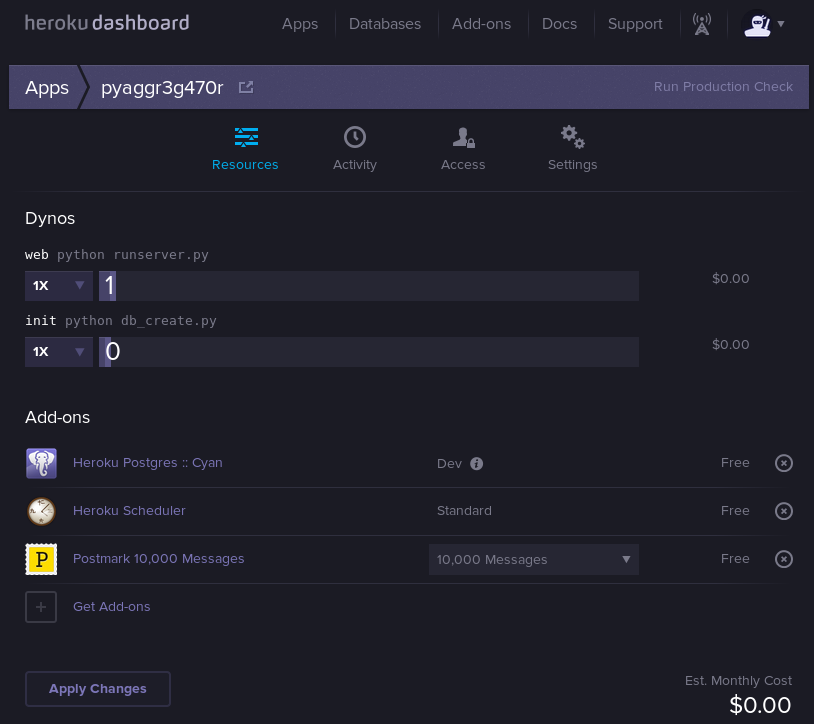 heroku dashboard Apps Databases Add-ons Docs Support
Apps pyaggr3g470r Run Production Check
Resources Activity Access Settings
Dynos
web python runserver.py
1X 1 $0.00
init python db_create.py
1X 0 $0.00
Add-ons
Heroku Postgres :: Cyan Dev Free
Heroku Scheduler Standard Free
P Postmark 10,000 Messages 10,000 Messages Free
Get Add-ons
Est. Monthly Cost
Apply Changes $0.00